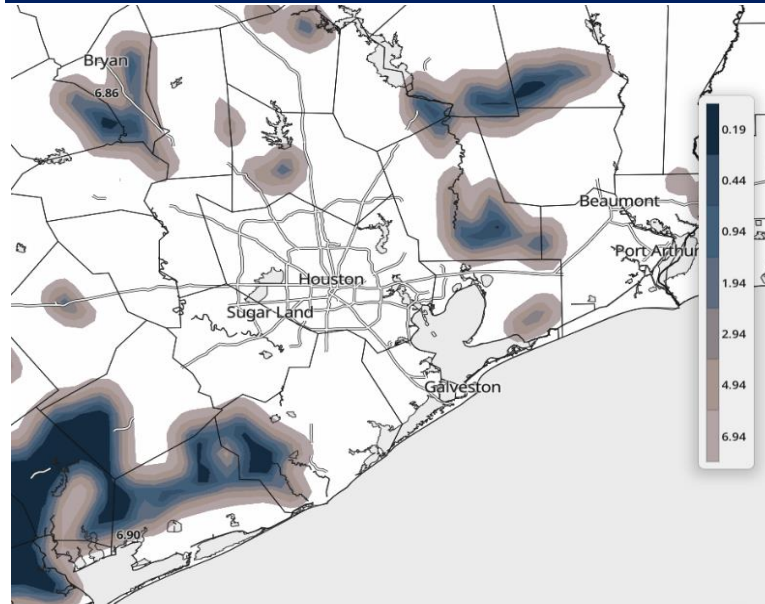 Bryan
6.86
0.19
0.44
Beaumont
0.94
Port Arthur
Houston
1.94
Sugar Land
2.94
Galveston
4.94
6.94
6.90